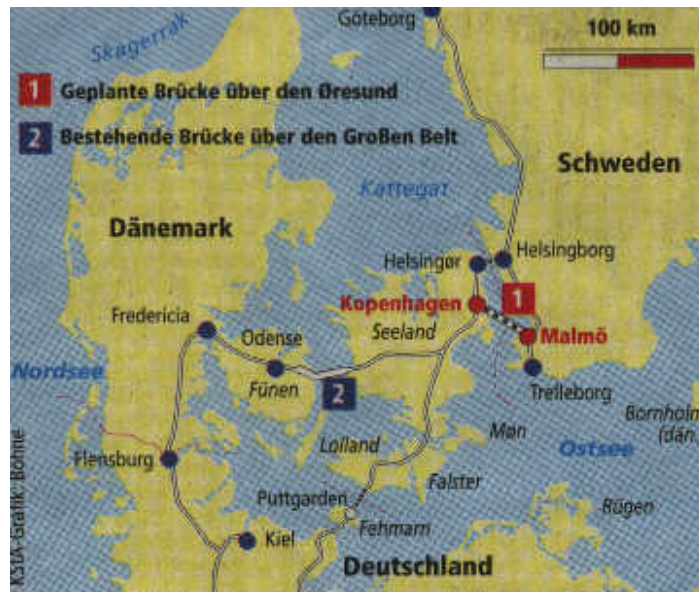 Göteborg
100 km
Skagerrak
1 Geplante Brücke über den Øresund
2 Bestehende Brücke über den Großen Belt
Schweden
Kattegat
Dänemark
Helsingør
Helsingborg
Kopenhagen
1
Fredericia
Seeland
Malmö
Odense
Nordsee
Fünen
2
Trelleborg
Bornholm
(dän.
Møn
Lolland
Ostsee
Flensburg
Falster
Puttgarden
Rügen
Fehmarn
Kiel
Deutschland
KStA-Grafik: Böhne